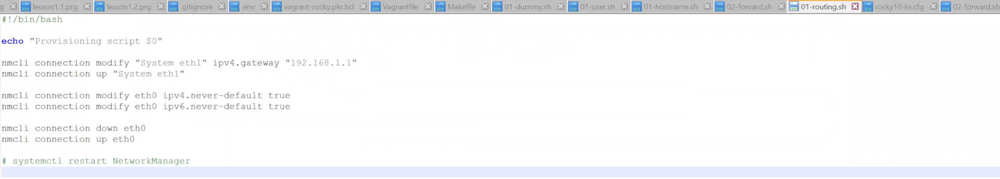 g lesson1.1.prg lesson1.2.prg .gitignore .env vagrant-rocky.pkr.hcl Vagrantfile Makefile 01-dummy.sh 01-user.sh 01-hostname.sh 02-forvard.sh 01-routing.sh rocky10-ks.cfg 02-forward.sh
#!/bin/bash
echo "Provisioning script $0"
nmcli connection modify "System eth1" ipv4.gateway "192.168.1.1"
nmcli connection up "System eth1"
nmcli connection modify eth0 ipv4.never-default true
nmcli connection modify eth0 ipv6.never-default true
nmcli connection down eth0
nmcli connection up eth0
# systemctl restart NetworkManager